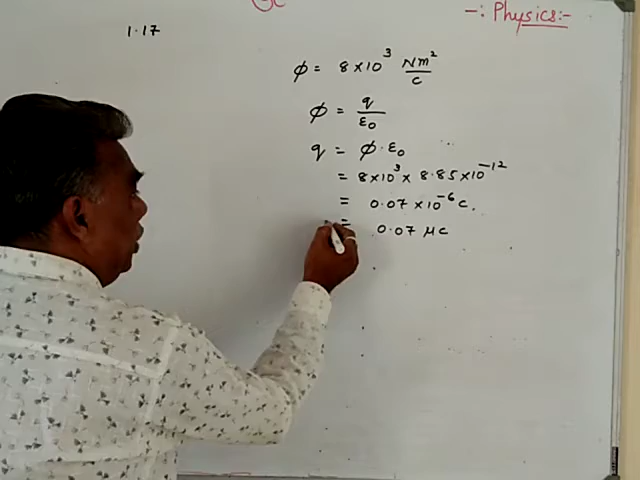 -: Physics:-
1.17
ϕ = 8×10³ Nm²/C
ϕ = q/ε₀
q = ϕ·ε₀
= 8×10³ × 8.85×10⁻¹²
= 0.07 ×10⁻⁶ C.
= 0.07 μC